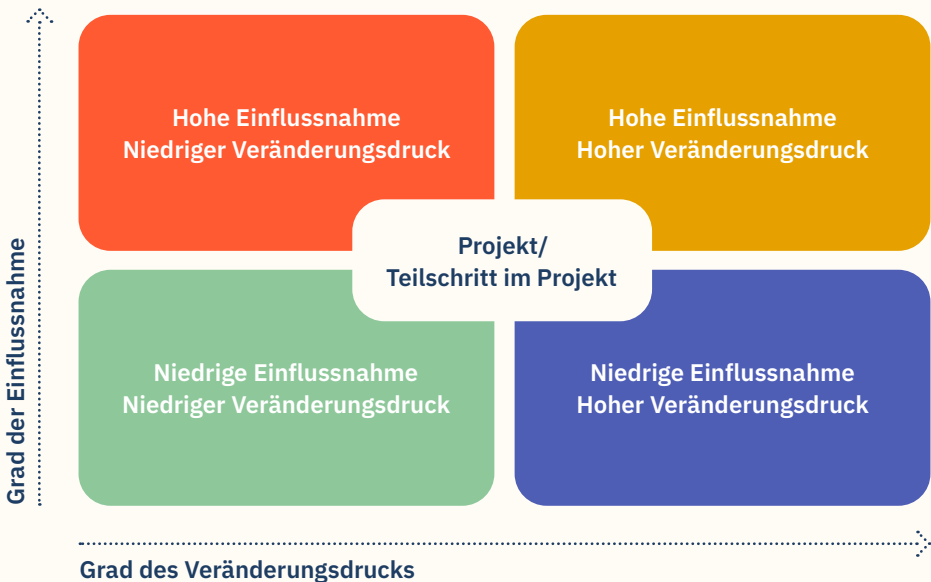 Grad der Einflussnahme
Hohe Einflussnahme
Niedriger Veränderungsdruck
Hohe Einflussnahme
Hoher Veränderungsdruck
Projekt/
Teilschritt im Projekt
Niedrige Einflussnahme
Niedriger Veränderungsdruck
Niedrige Einflussnahme
Hoher Veränderungsdruck
Grad des Veränderungsdrucks